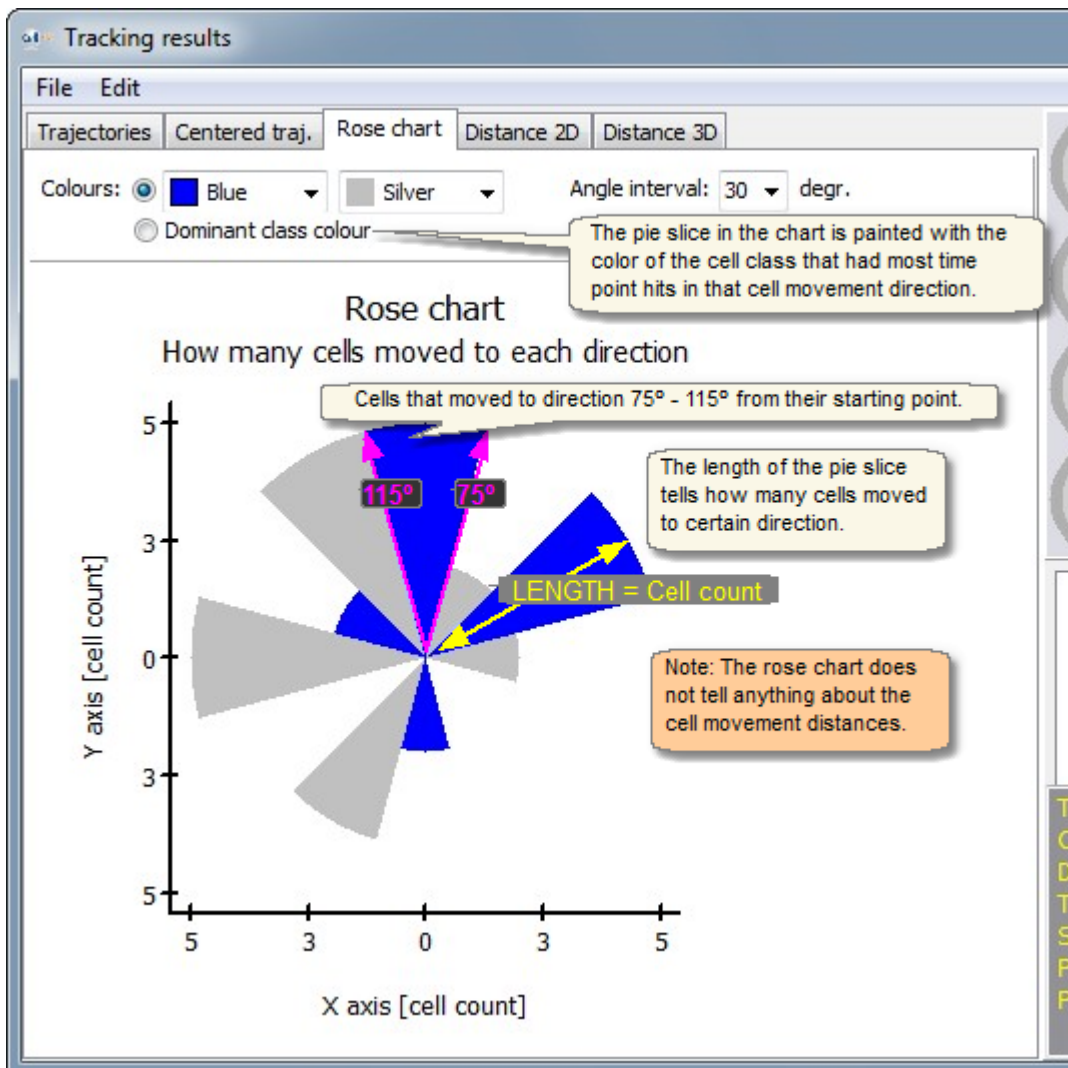 Tracking results
File Edit
Trajectories Centered traj. Rose chart Distance 2D Distance 3D
Colours: Blue Silver Angle interval: 30 degr.
Dominant class colour
The pie slice in the chart is painted with the
color of the cell class that had most time
point hits in that cell movement direction.
Rose chart
How many cells moved to each direction
Cells that moved to direction 75º - 115º from their starting point.
5
115º 75º
The length of the pie slice
tells how many cells moved
to certain direction.
3
LENGTH = Cell count
Y axis [cell count]
0
Note: The rose chart does
not tell anything about the
cell movement distances.
3
5
5 3 0 3 5
X axis [cell count]
T
C
D
T
S
P
P